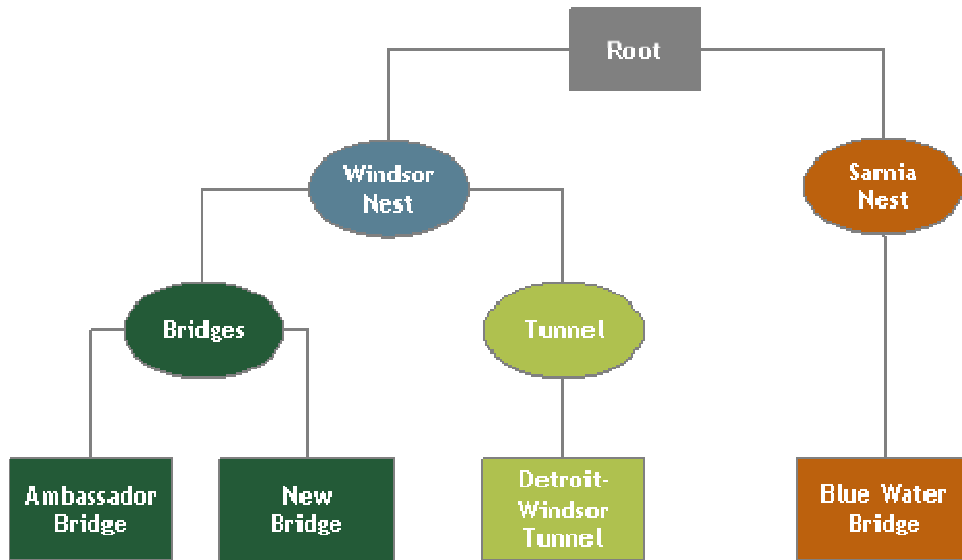 Root
Windsor
Nest
Sarnia
Nest
Bridges
Tunnel
Ambassador
Bridge
New
Bridge
Detroit-
Windsor
Tunnel
Blue Water
Bridge